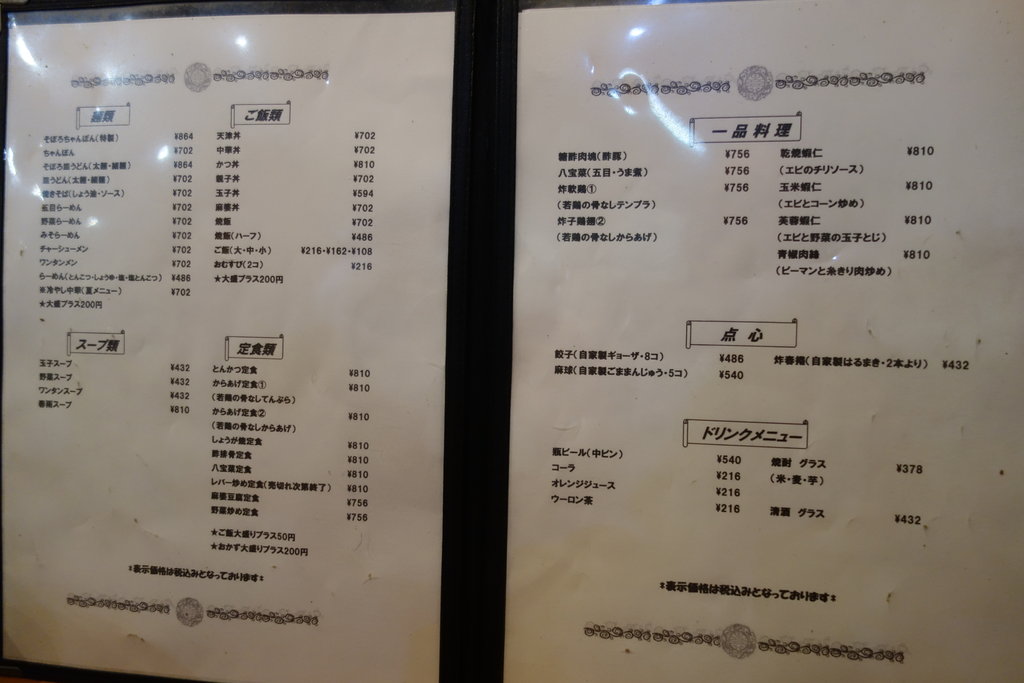 麺類
そぼろちゃんぽん(特製) ¥864
ちゃんぽん ¥702
そぼろ皿うどん(太麺・細麺) ¥864
皿うどん(太麺・細麺) ¥702
焼きそば(しょう油・ソース) ¥702
五目らーめん ¥702
野菜らーめん ¥702
みそらーめん ¥702
チャーシューメン ¥702
ワンタンメン ¥702
らーめん(とんこつ・しょうゆ・塩・塩とんこつ) ¥486
※冷やし中華(夏メニュー) ¥702
★大盛プラス200円
ご飯類
天津丼 ¥702
中華丼 ¥702
かつ丼 ¥810
親子丼 ¥702
玉子丼 ¥594
麻婆丼 ¥702
焼飯 ¥702
焼飯(ハーフ) ¥486
ご飯(大・中・小) ¥216・¥162・¥108
おむすび(2コ) ¥216
★大盛プラス200円
スープ類
玉子スープ ¥432
野菜スープ ¥432
ワンタンスープ ¥432
春雨スープ ¥810
定食類
とんかつ定食 ¥810
からあげ定食① ¥810
(若鶏の骨なしてんぷら)
からあげ定食② ¥810
(若鶏の骨なしからあげ)
しょうが焼定食 ¥810
酢排骨定食 ¥810
八宝菜定食 ¥810
レバー炒め定食(売切れ次第終了) ¥810
麻婆豆腐定食 ¥756
野菜炒め定食 ¥756
★ご飯大盛りプラス50円
★おかず大盛りプラス200円
*表示価格は税込みとなっております*
一品料理
糖酢肉塊(酢豚) ¥756
八宝菜(五目・うま煮) ¥756
炸軟鶏① ¥756
(若鶏の骨なしテンプラ)
炸子鶏② ¥756
(若鶏の骨なしからあげ)
乾焼蝦仁 ¥810
(エビのチリソース)
玉米蝦仁 ¥810
(エビとコーン炒め)
芙蓉蝦仁 ¥810
(エビと野菜の玉子とじ)
青椒肉絲 ¥810
(ピーマンと糸きり肉炒め)
点心
餃子(自家製ギョーザ・8コ) ¥486
麻球(自家製ごままんじゅう・5コ) ¥540
炸春捲(自家製はるまき・2本より) ¥432
ドリンクメニュー
瓶ビール(中ビン) ¥540
コーラ ¥216
オレンジジュース ¥216
ウーロン茶 ¥216
焼酎 グラス ¥378
(米・麦・芋)
清酒 グラス ¥432
*表示価格は税込みとなっております*